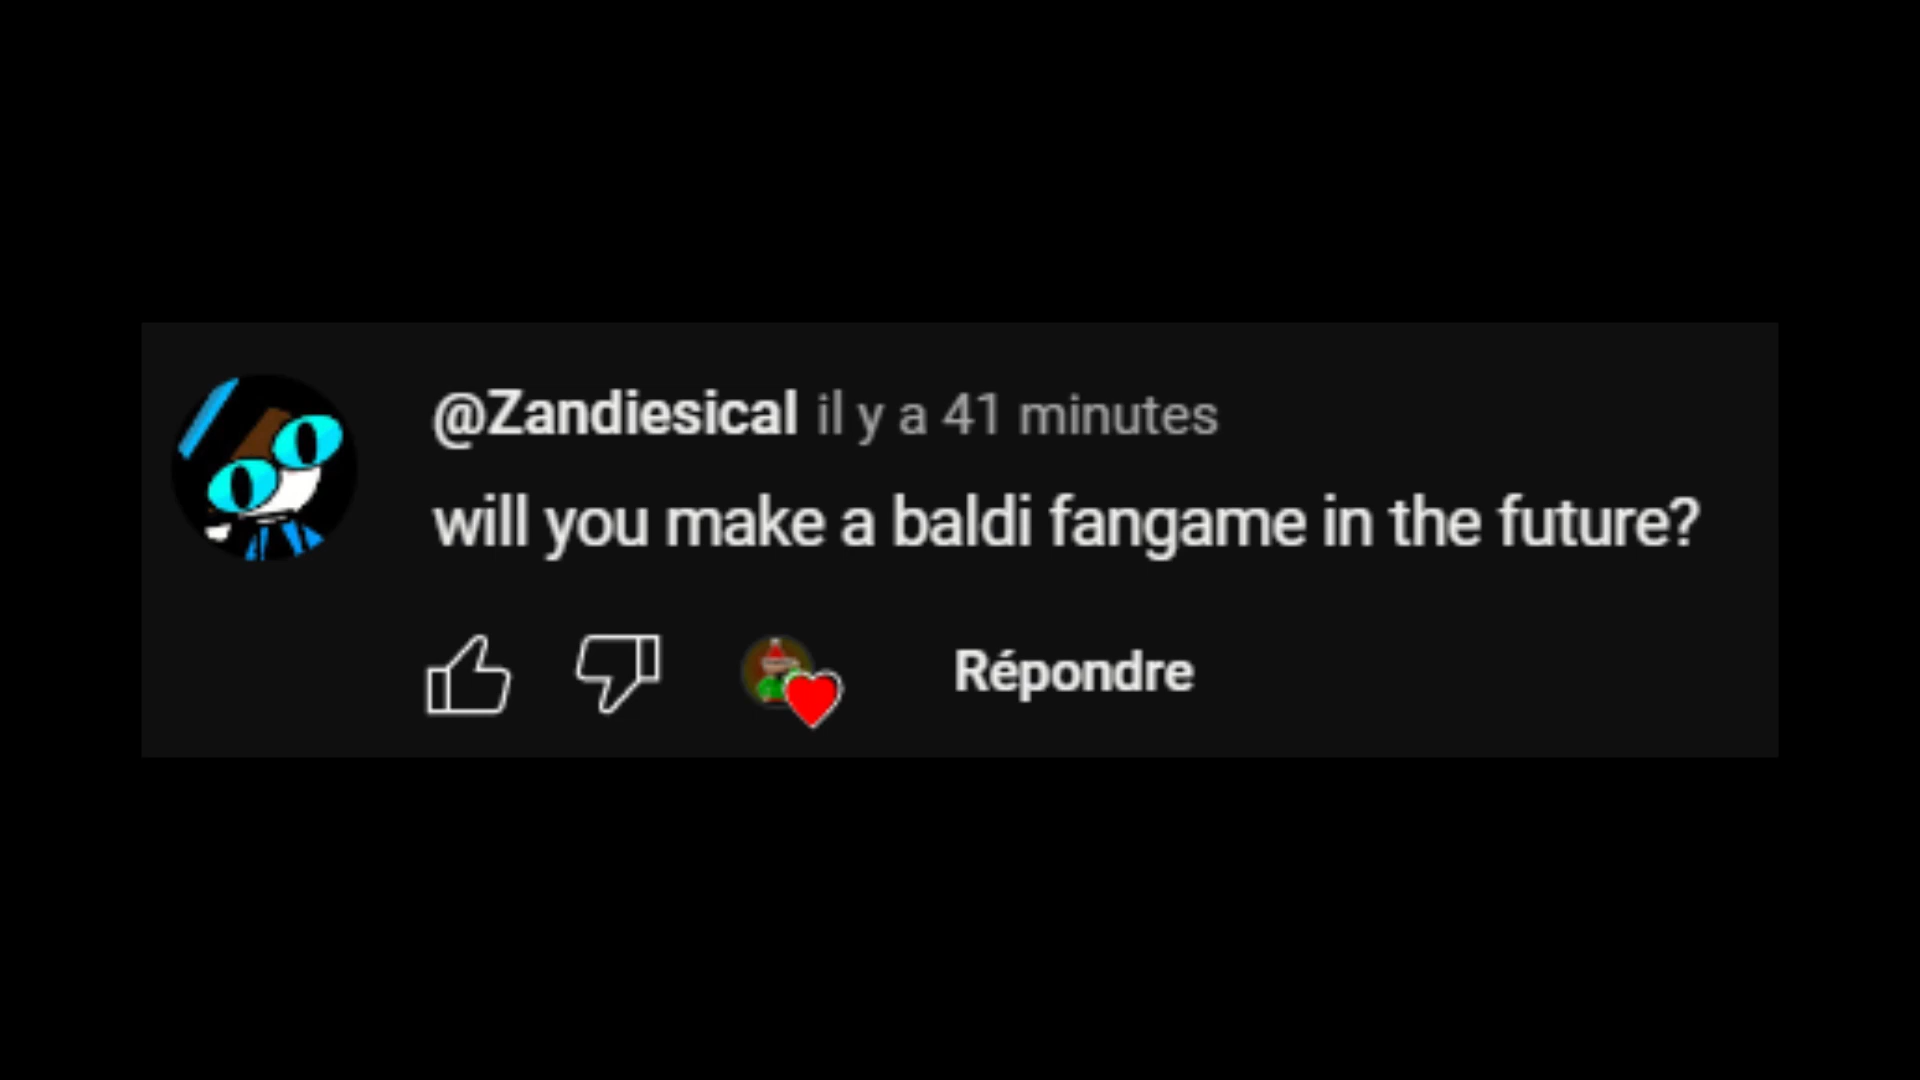 @Zandiesical il y a 41 minutes
will you make a baldi fangame in the future?
Répondre